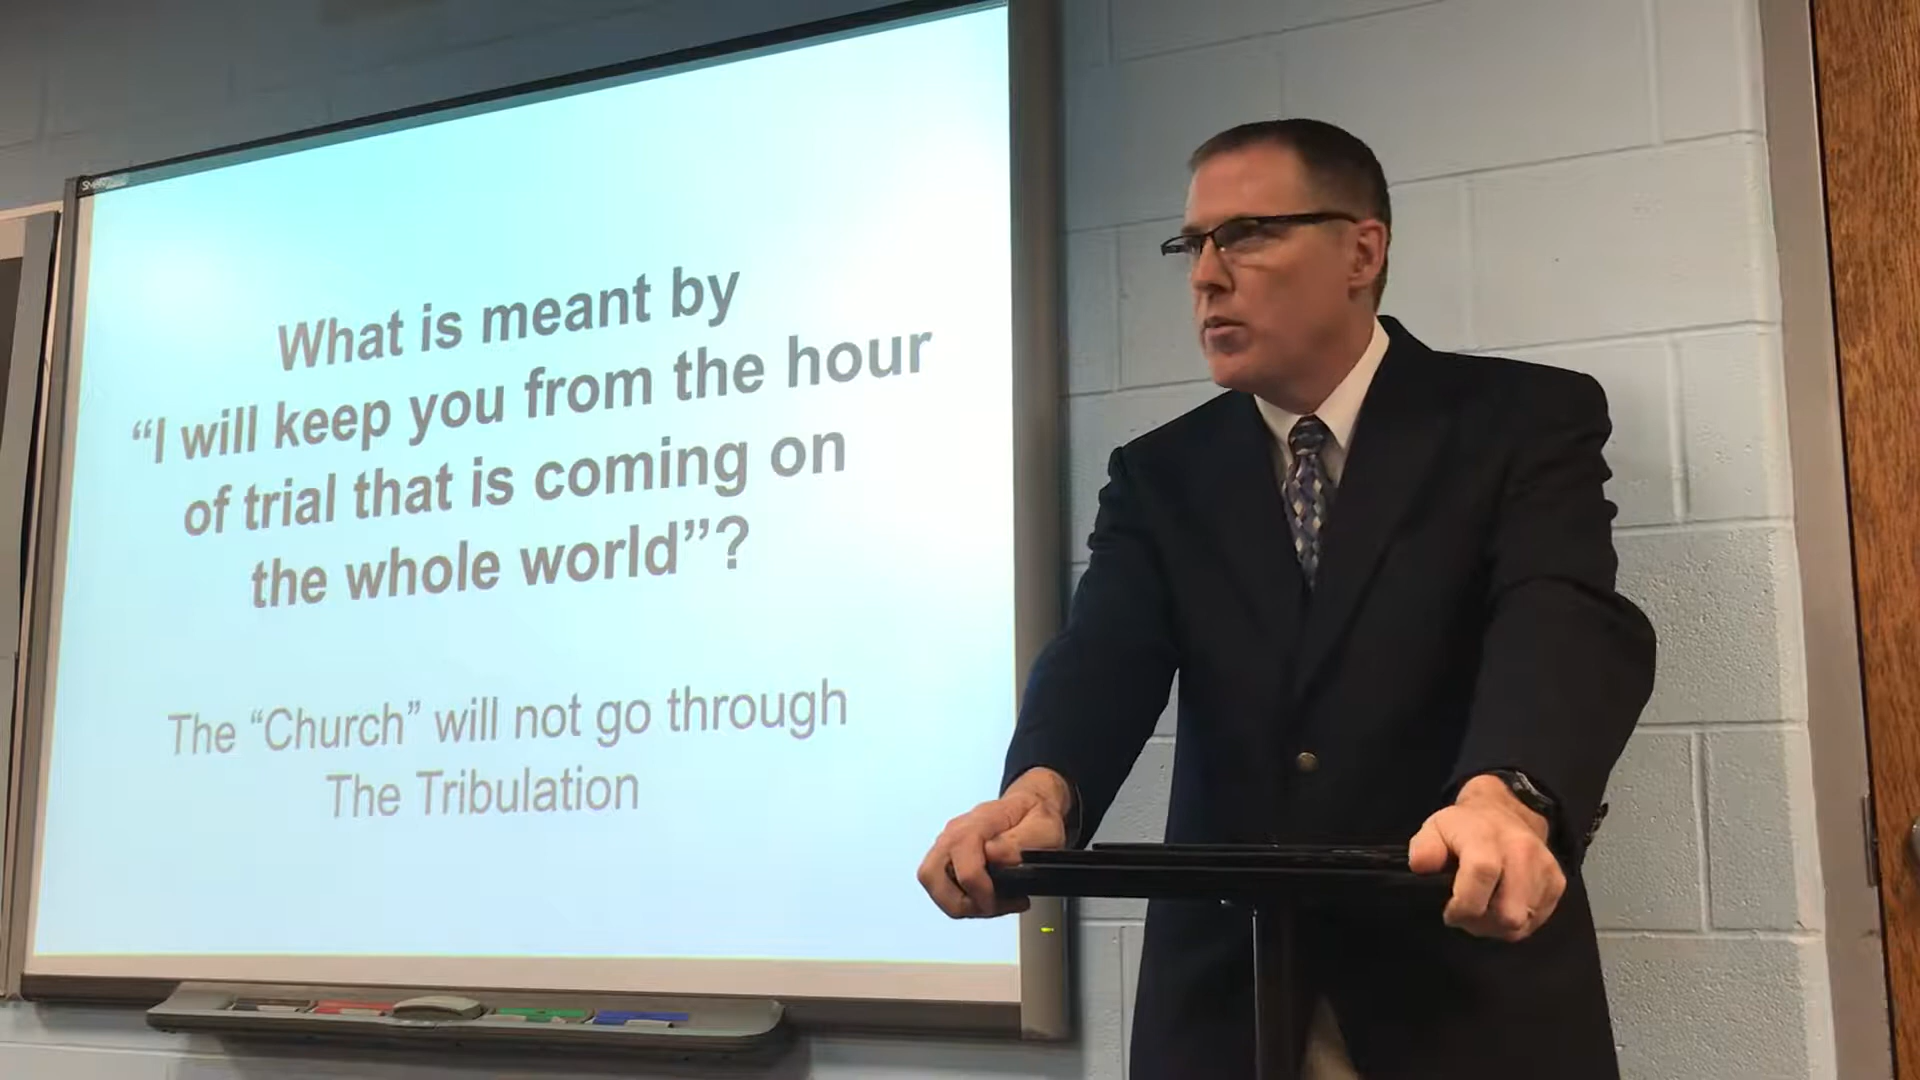 What is meant by
“I will keep you from the hour
of trial that is coming on
the whole world”?
The “Church” will not go through
The Tribulation